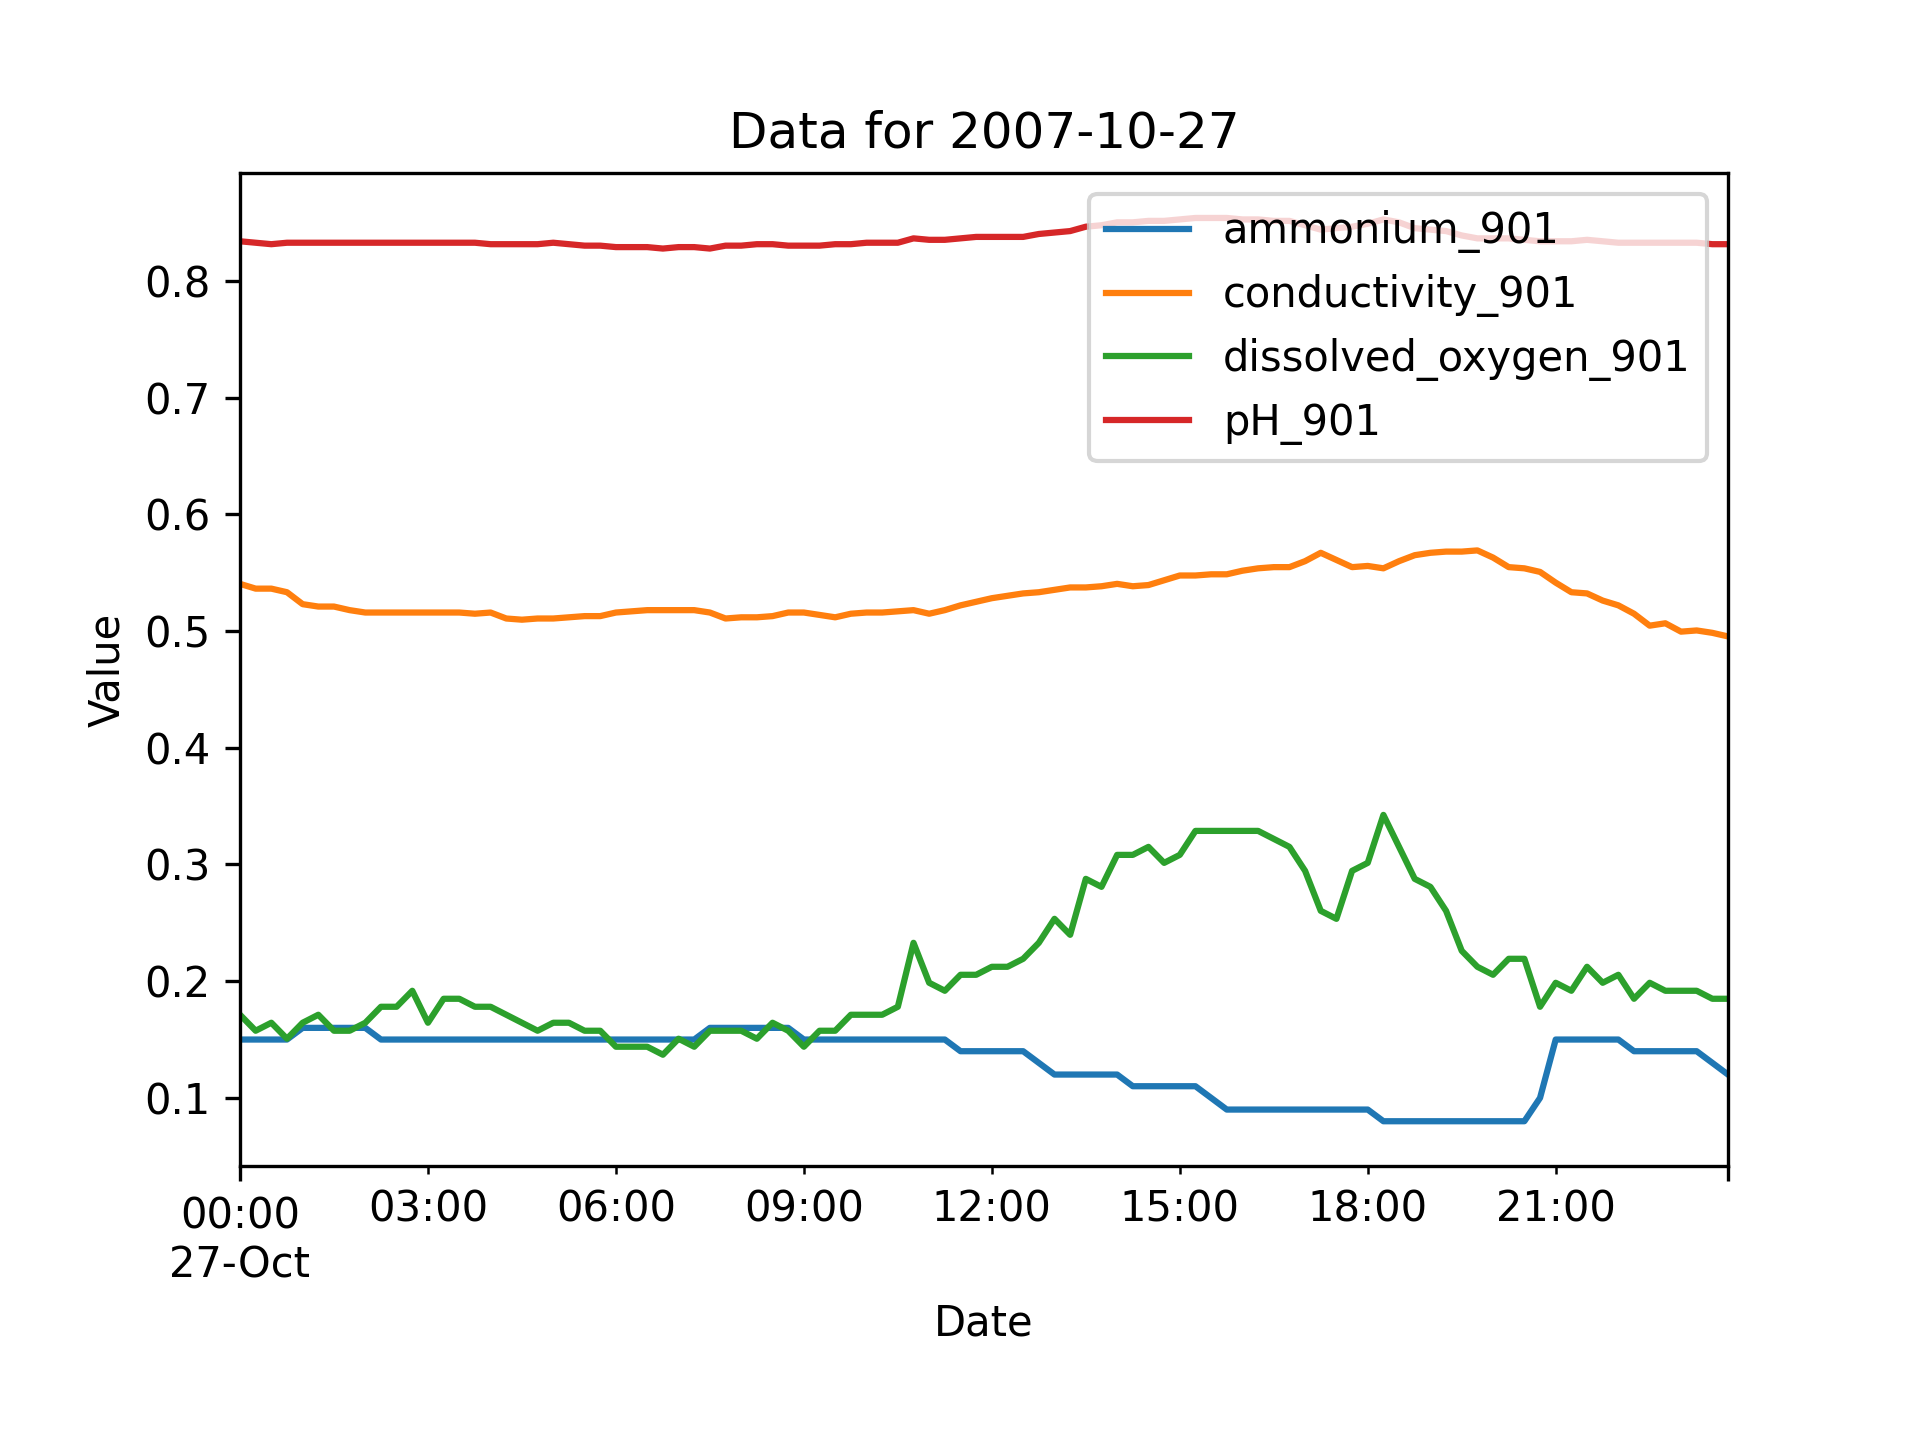 Data for 2007-10-27
ammonium_901
conductivity_901
dissolved_oxygen_901
pH_901
Value
0.8
0.7
0.6
0.5
0.4
0.3
0.2
0.1
00:00 03:00 06:00 09:00 12:00 15:00 18:00 21:00
27-Oct
Date